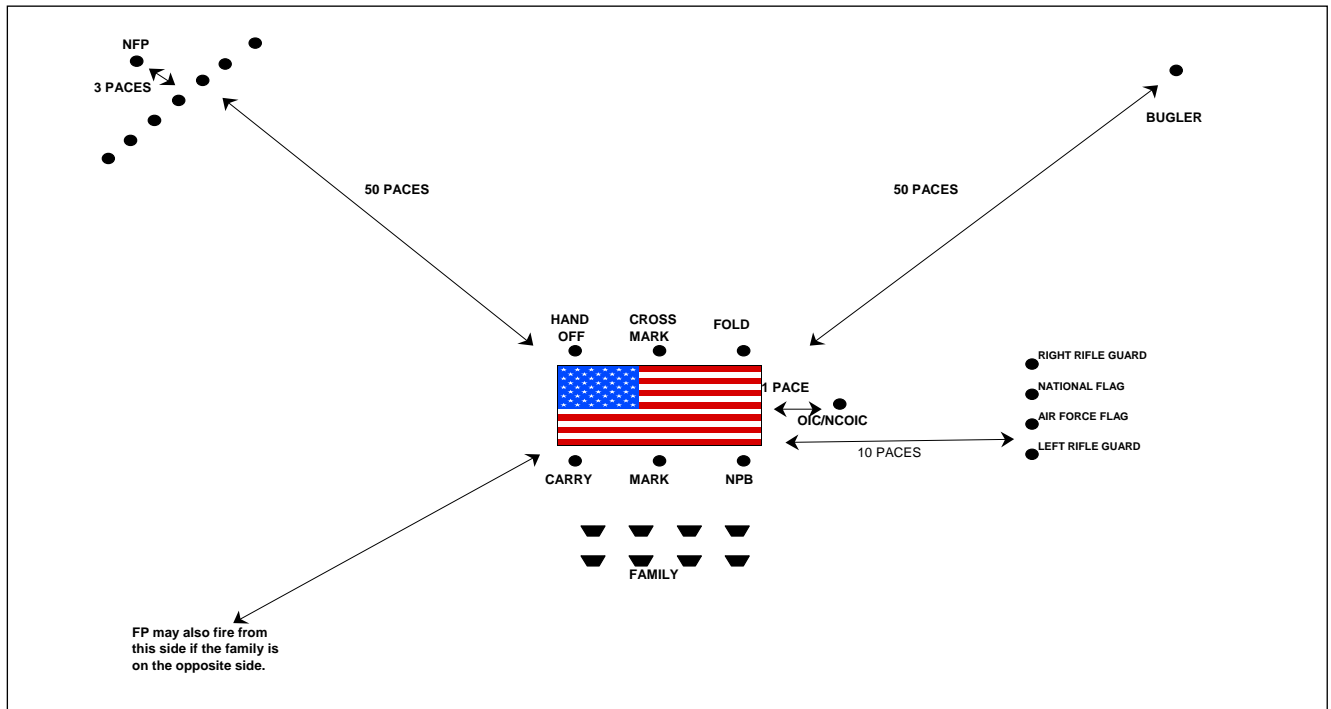 NFP
3 PACES
BUGLER
50 PACES
50 PACES
HAND
OFF
CROSS
MARK
FOLD
RIGHT RIFLE GUARD
1 PACE
NATIONAL FLAG
OIC/NCOIC
AIR FORCE FLAG
10 PACES
LEFT RIFLE GUARD
CARRY
MARK
NPB
FAMILY
FP may also fire from
this side if the family is
on the opposite side.